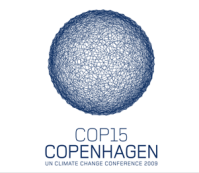 COP15
COPENHAGEN
UN CLIMATE CHANGE CONFERENCE 2009